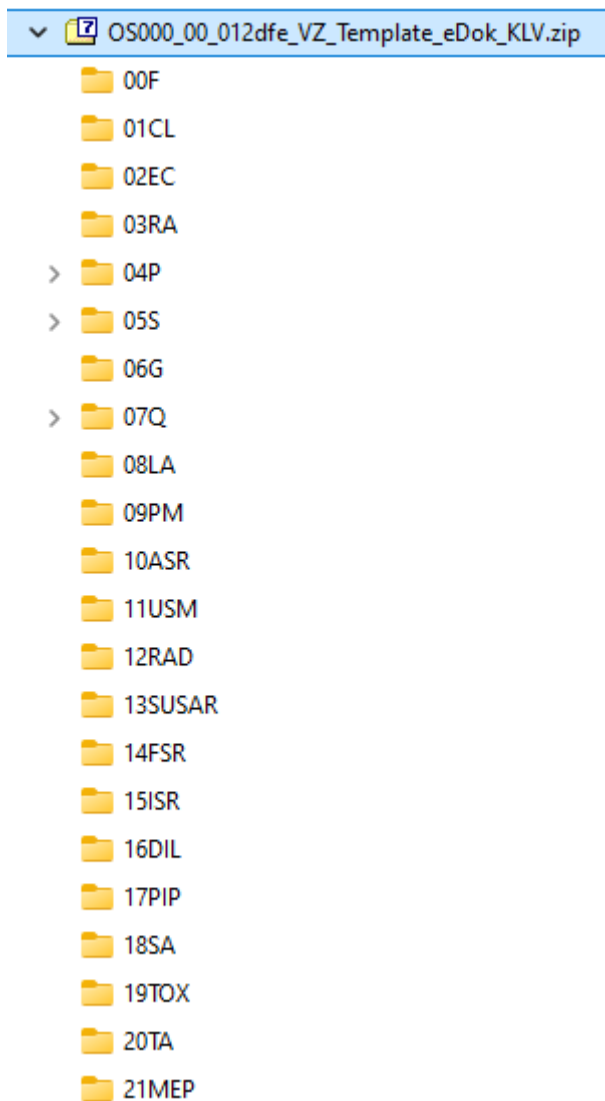 OS000_00_012dfe_VZ_Template_eDok_KLV.zip
00F
01CL
02EC
03RA
04P
05S
06G
07Q
08LA
09PM
10ASR
11USM
12RAD
13SUSAR
14FSR
15ISR
16DIL
17PIP
18SA
19TOX
20TA
21MEP